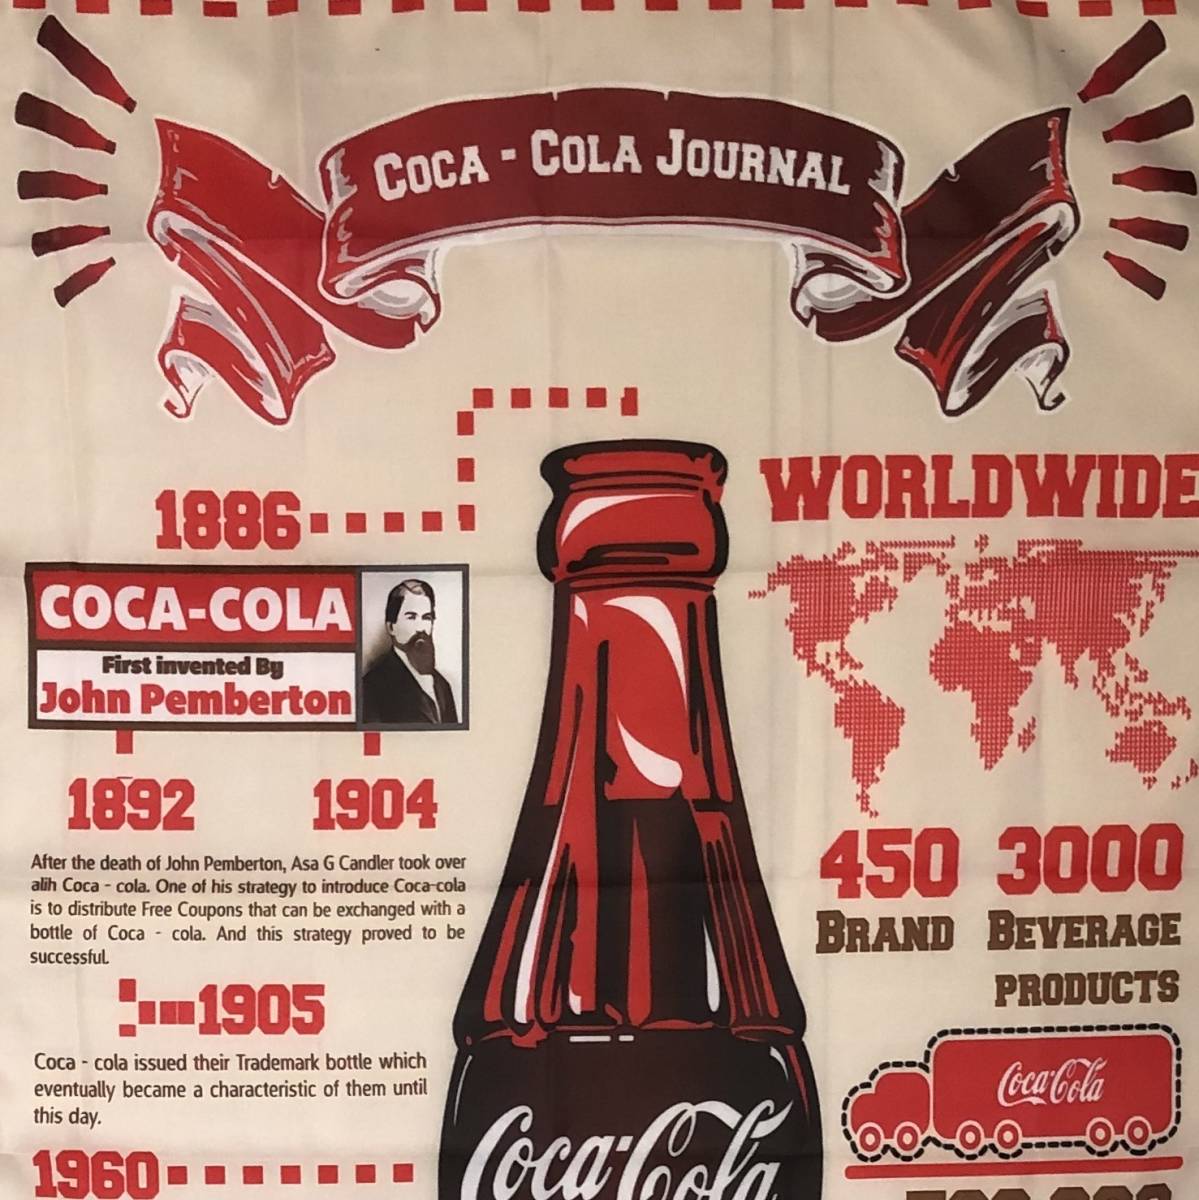 COCA - COLA JOURNAL
1886
COCA-COLA
First invented By
John Pemberton
1892 1904
After the death of John Pemberton, Asa G Candler took over
alih Coca - cola. One of his strategy to introduce Coca-cola
is to distribute Free Coupons that can be exchanged with a
bottle of Coca - cola. And this strategy proved to be
successful.
1905
Coca - cola issued their Trademark bottle which
eventually became a characteristic of them until
this day.
1960
Coca-Cola
WORLDWIDE
450 3000
BRAND BEVERAGE
PRODUCTS
Coca-Cola